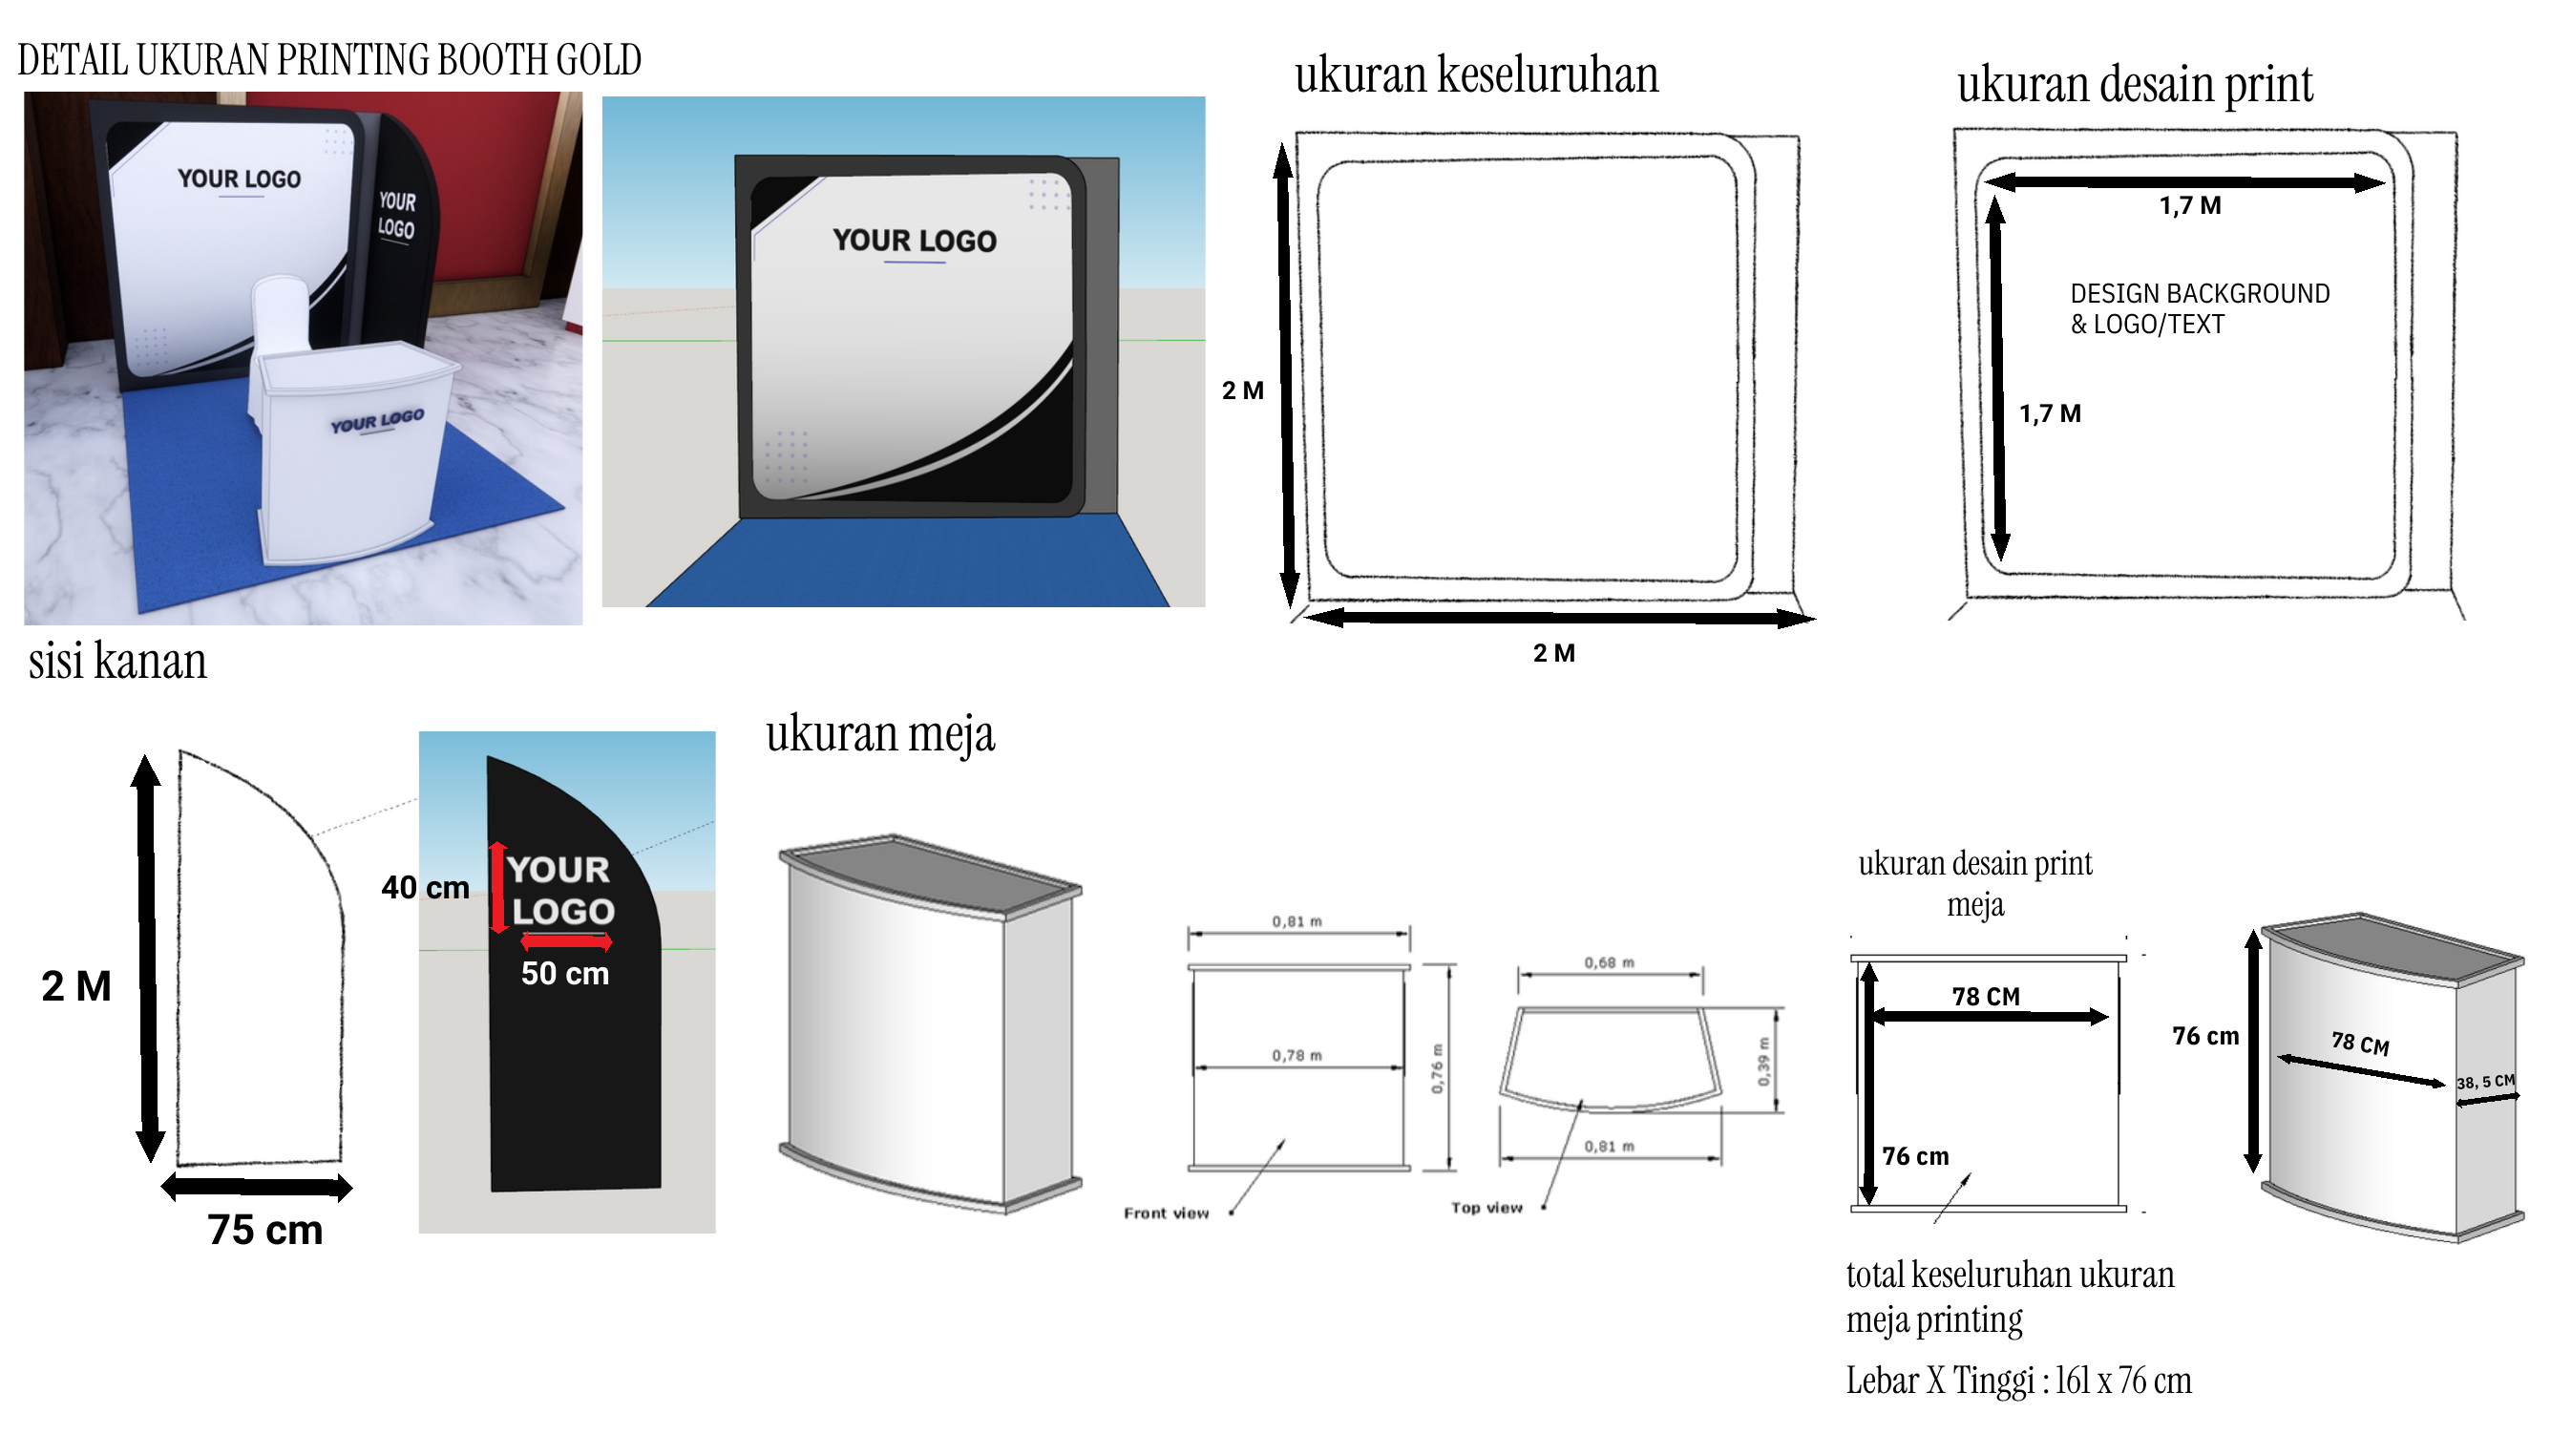 DETAIL UKURAN PRINTING BOOTH GOLD
YOUR LOGO
YOUR
LOGO
YOUR LOGO
YOUR LOGO
ukuran keseluruhan
2 M
2 M
ukuran desain print
1,7 M
DESIGN BACKGROUND
& LOGO/TEXT
1,7 M
sisi kanan
2 M
75 cm
40 cm
YOUR
LOGO
50 cm
ukuran meja
0,81 m
0,78 m
0,76 m
Front view
0,68 m
0,39 m
0,81 m
Top view
ukuran desain print
meja
78 CM
76 cm
76 cm
78 CM
38, 5 CM
total keseluruhan ukuran
meja printing
Lebar X Tinggi : 161 x 76 cm